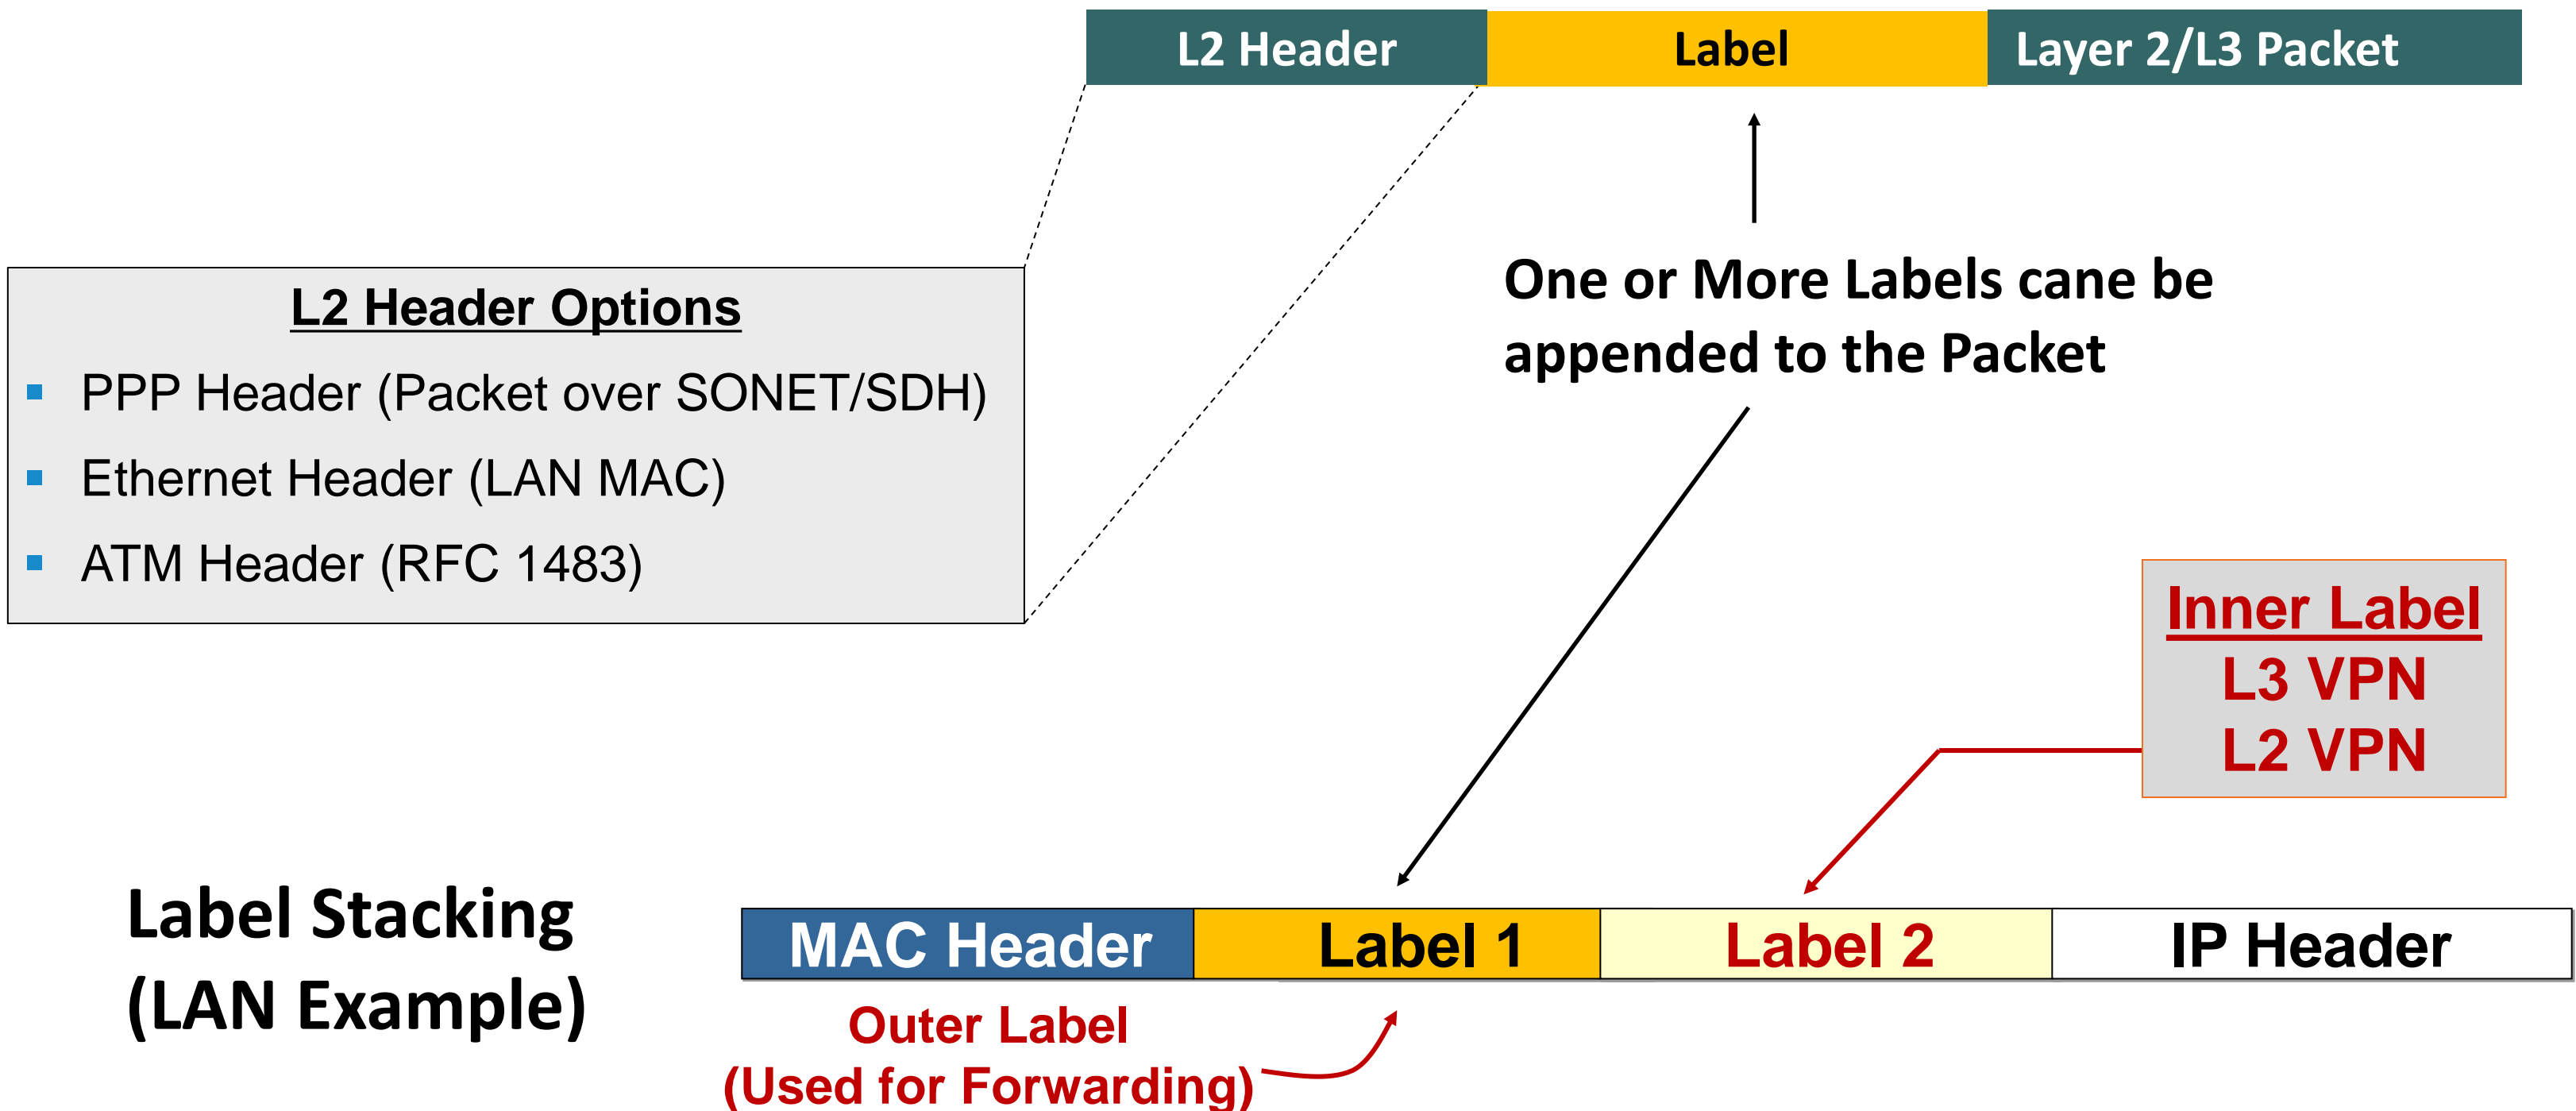 L2 Header Label Layer 2/L3 Packet
L2 Header Options
PPP Header (Packet over SONET/SDH)
Ethernet Header (LAN MAC)
ATM Header (RFC 1483)
One or More Labels cane be
appended to the Packet
Inner Label
L3 VPN
L2 VPN
Label Stacking
(LAN Example)
MAC Header Label 1 Label 2 IP Header
Outer Label
(Used for Forwarding)